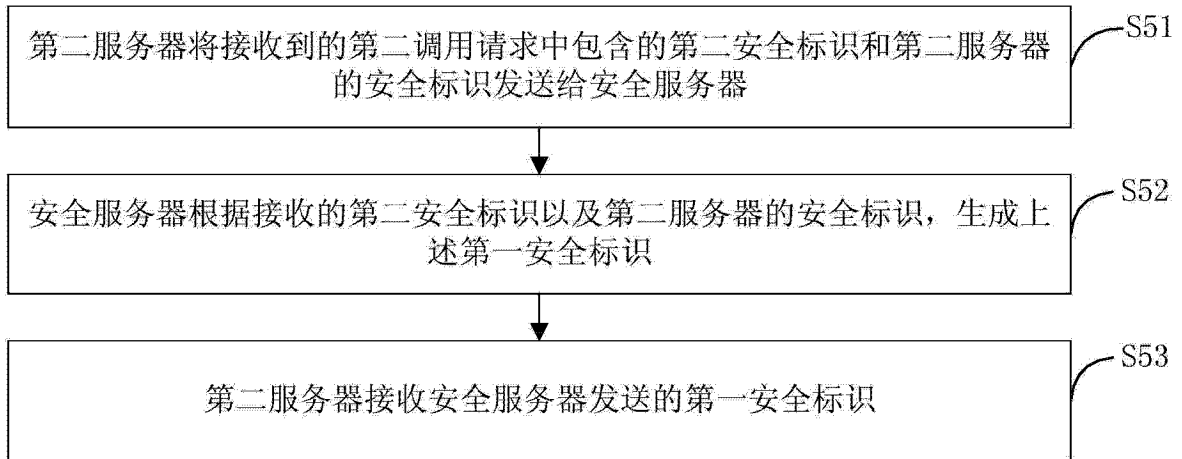 第二服务器将接收到的第二调用请求中包含的第二安全标识和第二服务器
的安全标识发送给安全服务器
S51
安全服务器根据接收的第二安全标识以及第二服务器的安全标识，生成上
述第一安全标识
S52
第二服务器接收安全服务器发送的第一安全标识
S53